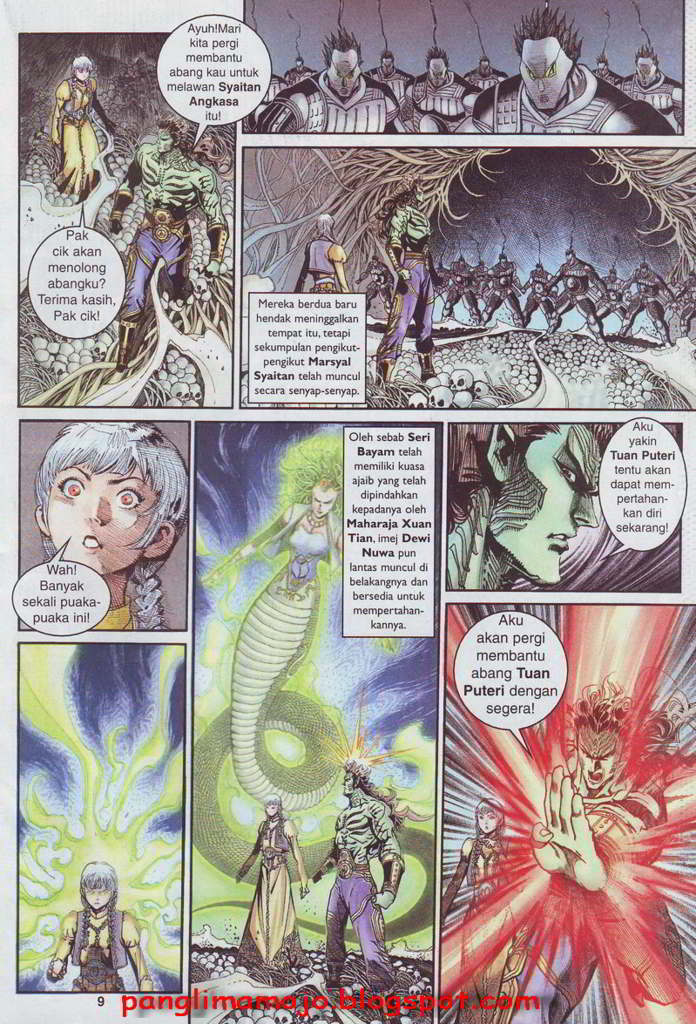 Ayuh!Mari
kita pergi
membantu
abang kau untuk
melawan Syaitan
Angkasa
itu!
Pak
cik akan
menolong
abangku?
Terima kasih,
Pak cik!
Mereka berdua baru
hendak meninggalkan
tempat itu, tetapi
sekumpulan pengikut-
pengikut Marsyal
Syaitan telah muncul
secara senyap-senyap.
Wah!
Banyak
sekali puaka-
puaka ini!
Oleh sebab Seri
Bayam telah
memiliki kuasa
ajaib yang telah
dipindahkan
kepadanya oleh
Maharaja Xuan
Tian, imej Dewi
Nuwa pun
lantas muncul di
belakangnya dan
bersedia untuk
mempertahan-
kannya.
Aku
yakin
Tuan Puteri
tentu akan
dapat mem-
pertahan-
kan diri
sekarang!
Aku
akan pergi
membantu
abang Tuan
Puteri dengan
segera!
9
panglimamajo.blogspot.com